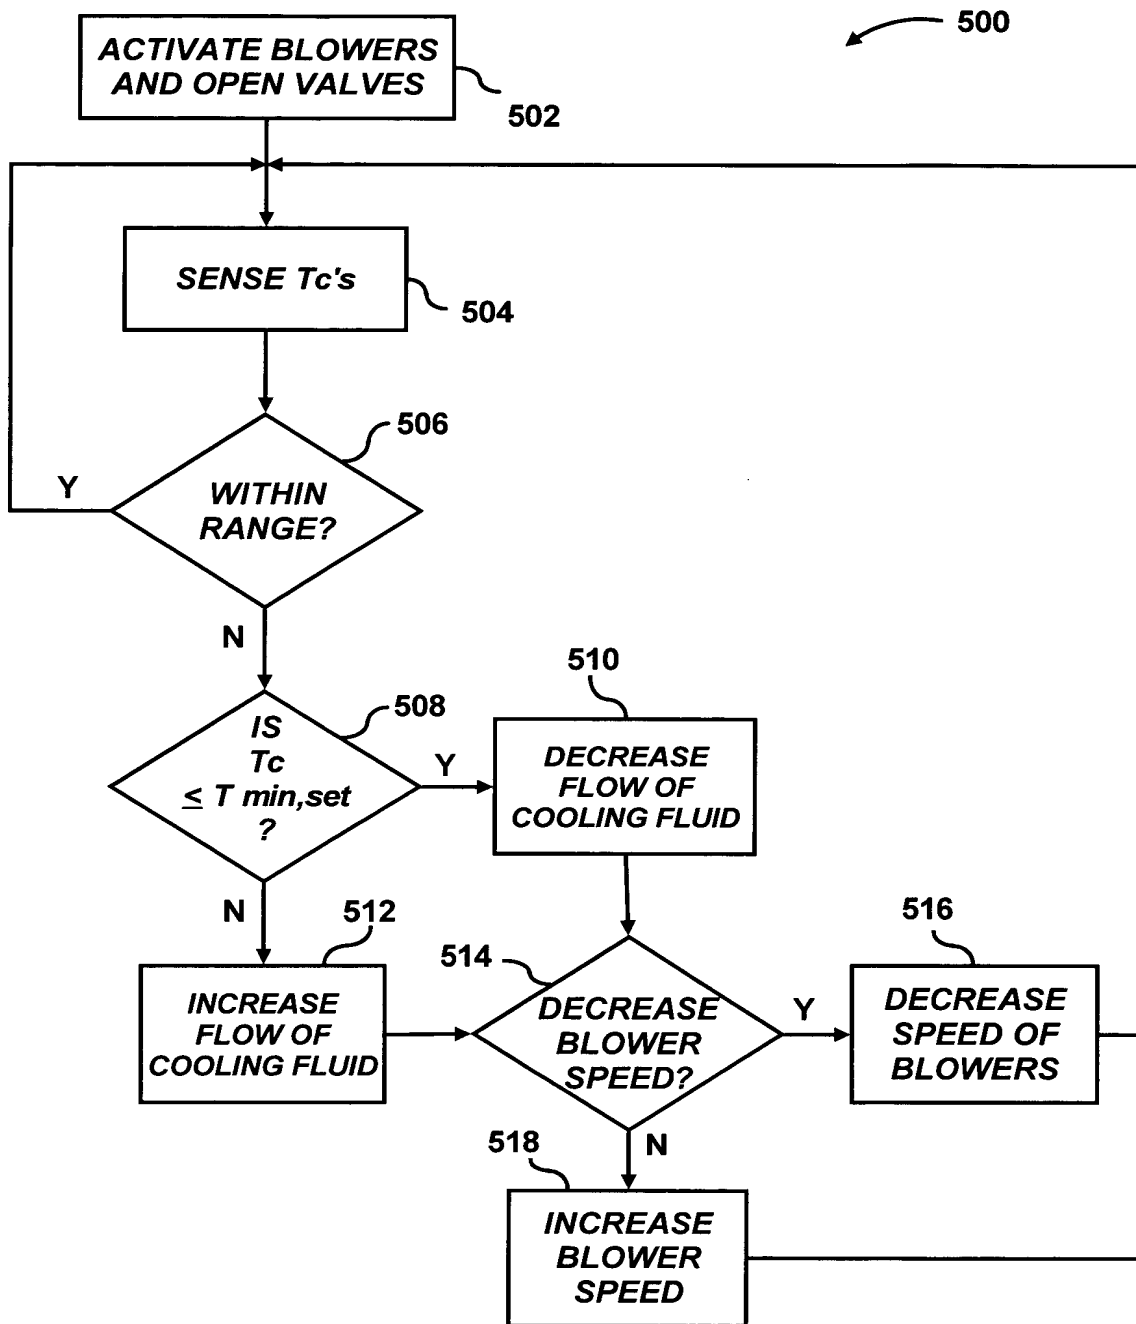 500
ACTIVATE BLOWERS
AND OPEN VALVES
502
SENSE Tc's
504
506
WITHIN
RANGE?
Y
N
508
IS
Tc
≤ T min,set
?
Y
N
510
DECREASE
FLOW OF
COOLING FLUID
512
INCREASE
FLOW OF
COOLING FLUID
514
DECREASE
BLOWER
SPEED?
Y
N
516
DECREASE
SPEED OF
BLOWERS
518
INCREASE
BLOWER
SPEED